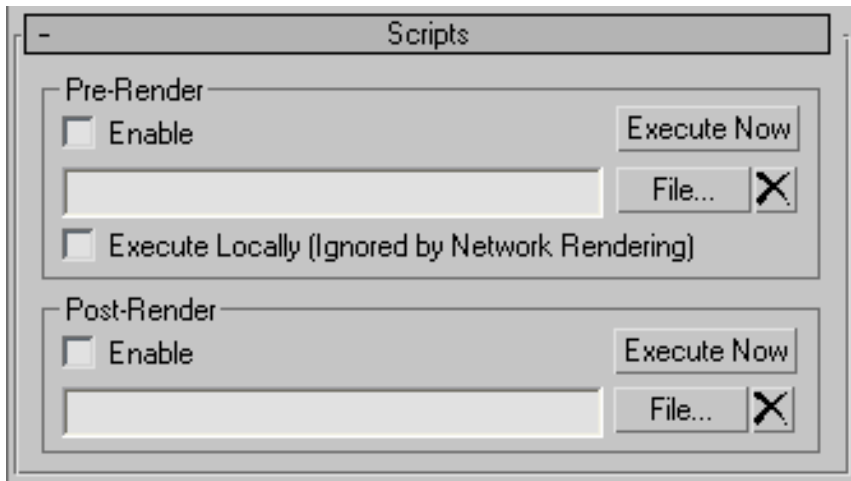 - Scripts
Pre-Render
Enable Execute Now
File...
Execute Locally (Ignored by Network Rendering)
Post-Render
Enable Execute Now
File...